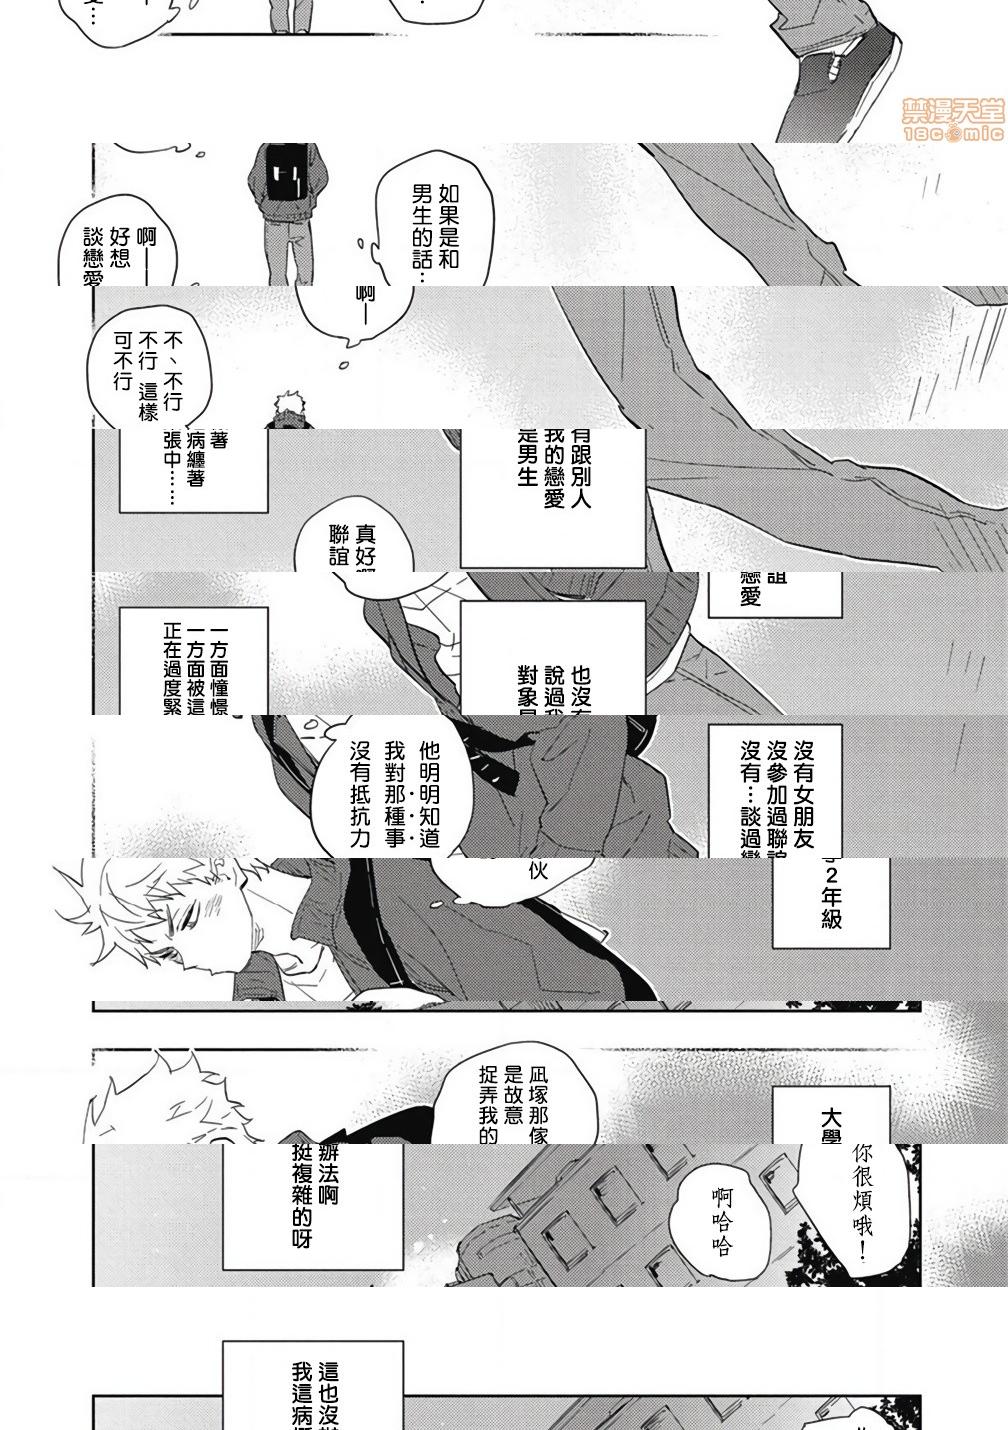 禁漫天堂
18comic
如果是和
男生的話…
啊—
好想
談戀愛
啊—
不、不行
不行 這樣
可不行
有跟別人
我的戀愛
是男生
著
病纏著
張中……
真好
聯誼
誼
戀愛
也沒
說過我
對象
一方面憧憬
一方面被這
正在過度緊
沒有女朋友
沒參加過聯誼
沒有…談過
他明明知道
我對那種事
沒有抵抗力
2年級
伙
大學
凪塚那傢
是故意
捉弄我的
你很煩哦！
啊哈哈
辦法啊
挺複雜的呀
這也沒
我這病